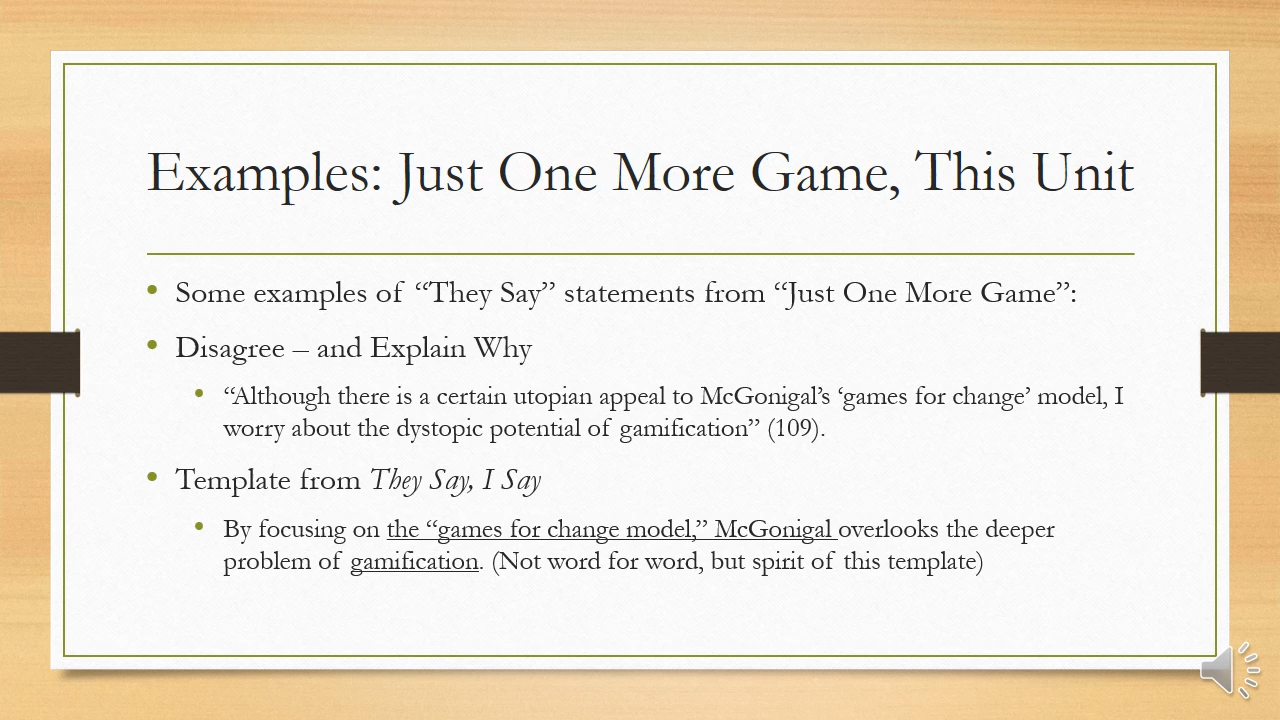 Examples: Just One More Game, This Unit
• Some examples of “They Say” statements from “Just One More Game”:
• Disagree – and Explain Why
• “Although there is a certain utopian appeal to McGonigal’s ‘games for change’ model, I
worry about the dystopic potential of gamification” (109).
• Template from They Say, I Say
• By focusing on the “games for change model,” McGonigal overlooks the deeper
problem of gamification. (Not word for word, but spirit of this template)